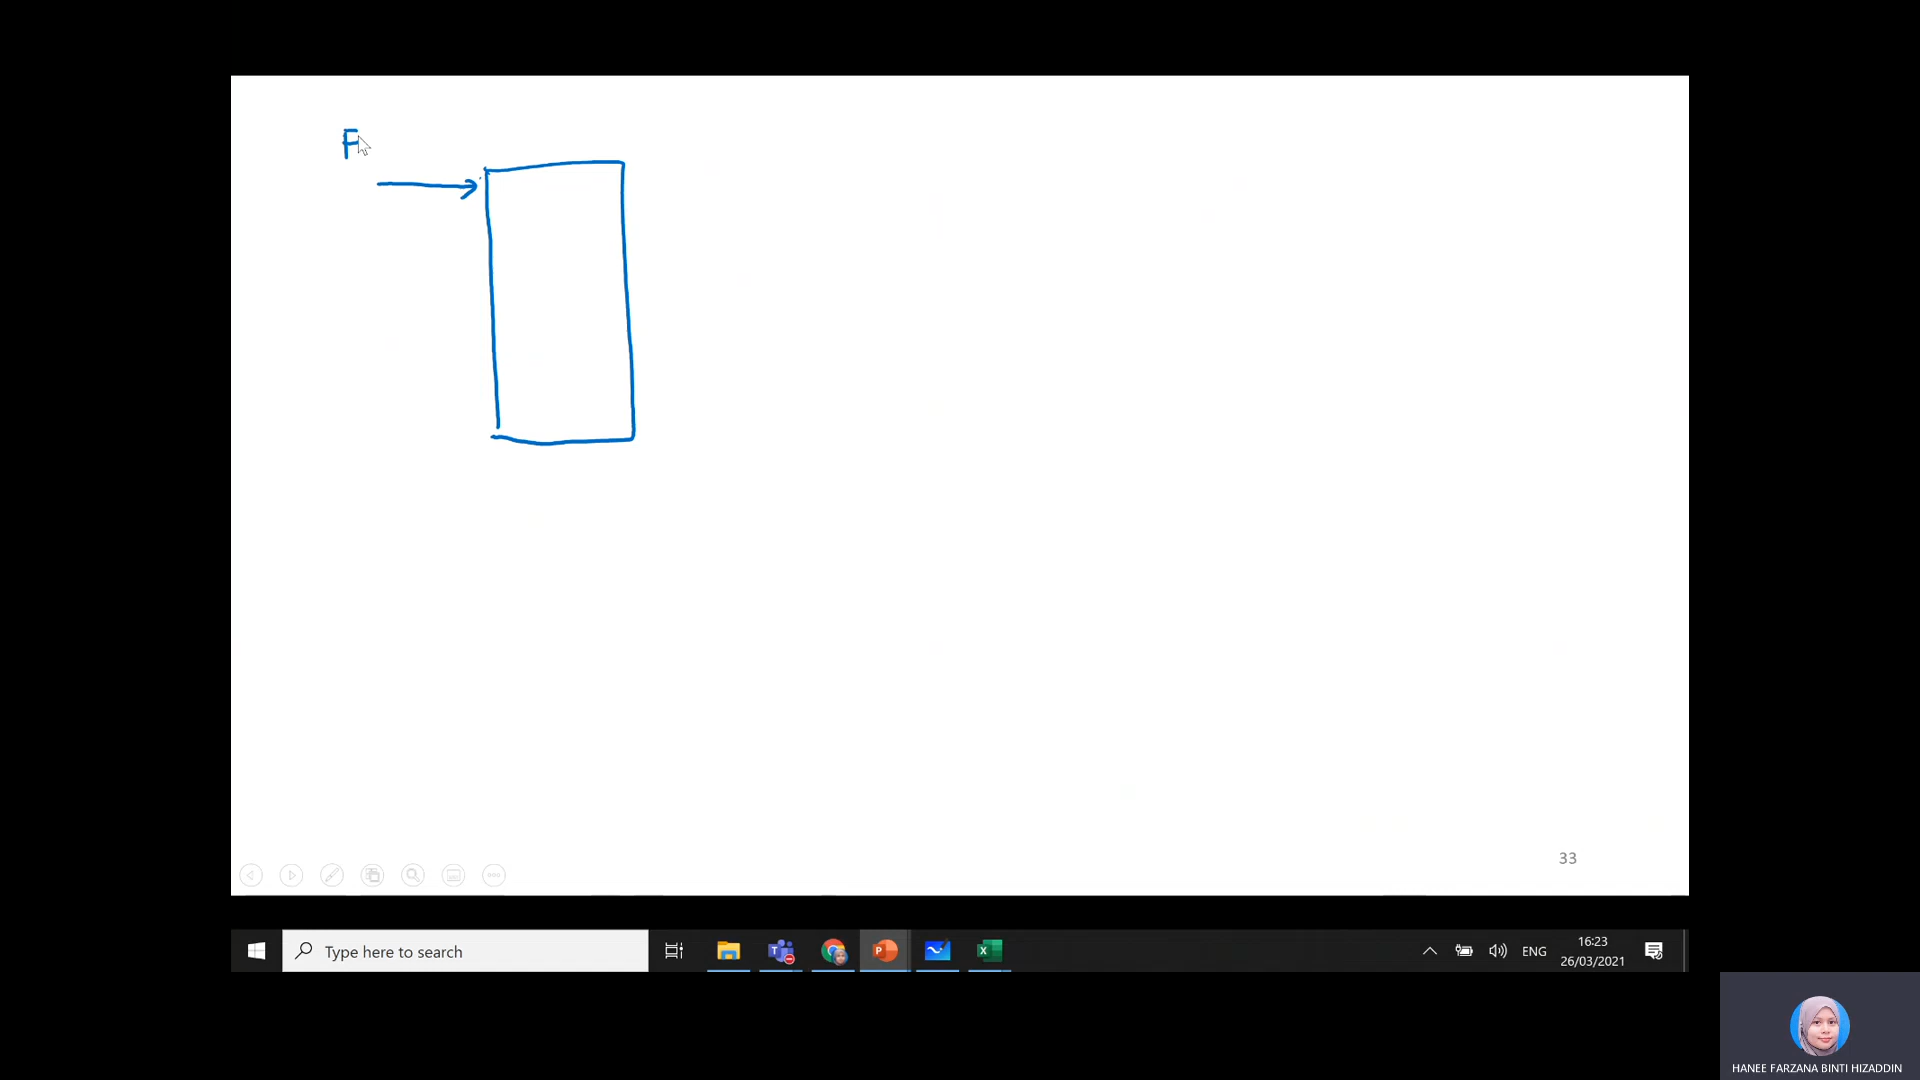 F
33
Type here to search
ENG
16:23
26/03/2021
HANEE FARZANA BINTI HIZADDIN